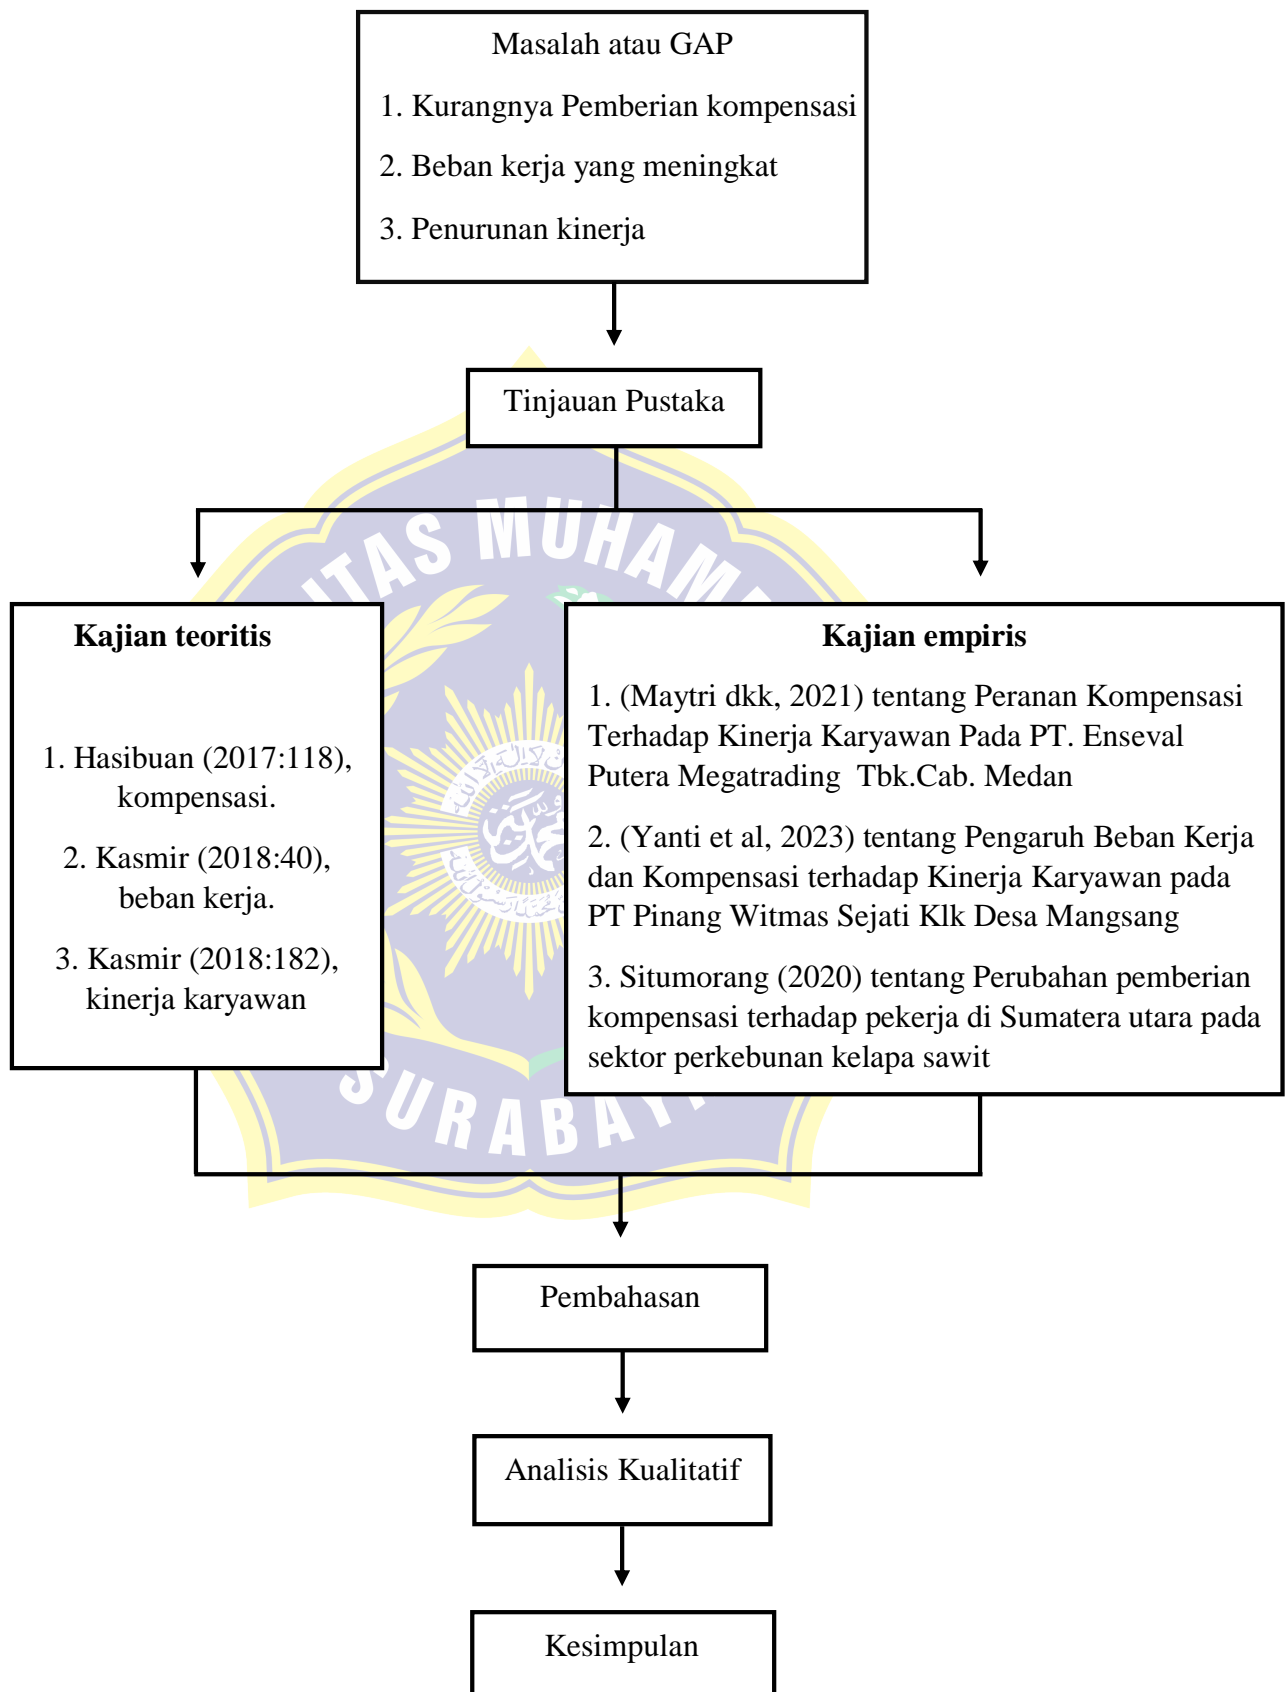 Masalah atau GAP
1. Kurangnya Pemberian kompensasi
2. Beban kerja yang meningkat
3. Penurunan kinerja
Tinjauan Pustaka
Kajian teoritis
1. Hasibuan (2017:118),
kompensasi.
2. Kasmir (2018:40),
beban kerja.
3. Kasmir (2018:182),
kinerja karyawan
Kajian empiris
1. (Maytri dkk, 2021) tentang Peranan Kompensasi
Terhadap Kinerja Karyawan Pada PT. Enseval
Putera Megatrading  Tbk.Cab. Medan
2. (Yanti et al, 2023) tentang Pengaruh Beban Kerja
dan Kompensasi terhadap Kinerja Karyawan pada
PT Pinang Witmas Sejati Klk Desa Mangsang
3. Situmorang (2020) tentang Perubahan pemberian
kompensasi terhadap pekerja di Sumatera utara pada
sektor perkebunan kelapa sawit
Pembahasan
Analisis Kualitatif
Kesimpulan
SURABAYA